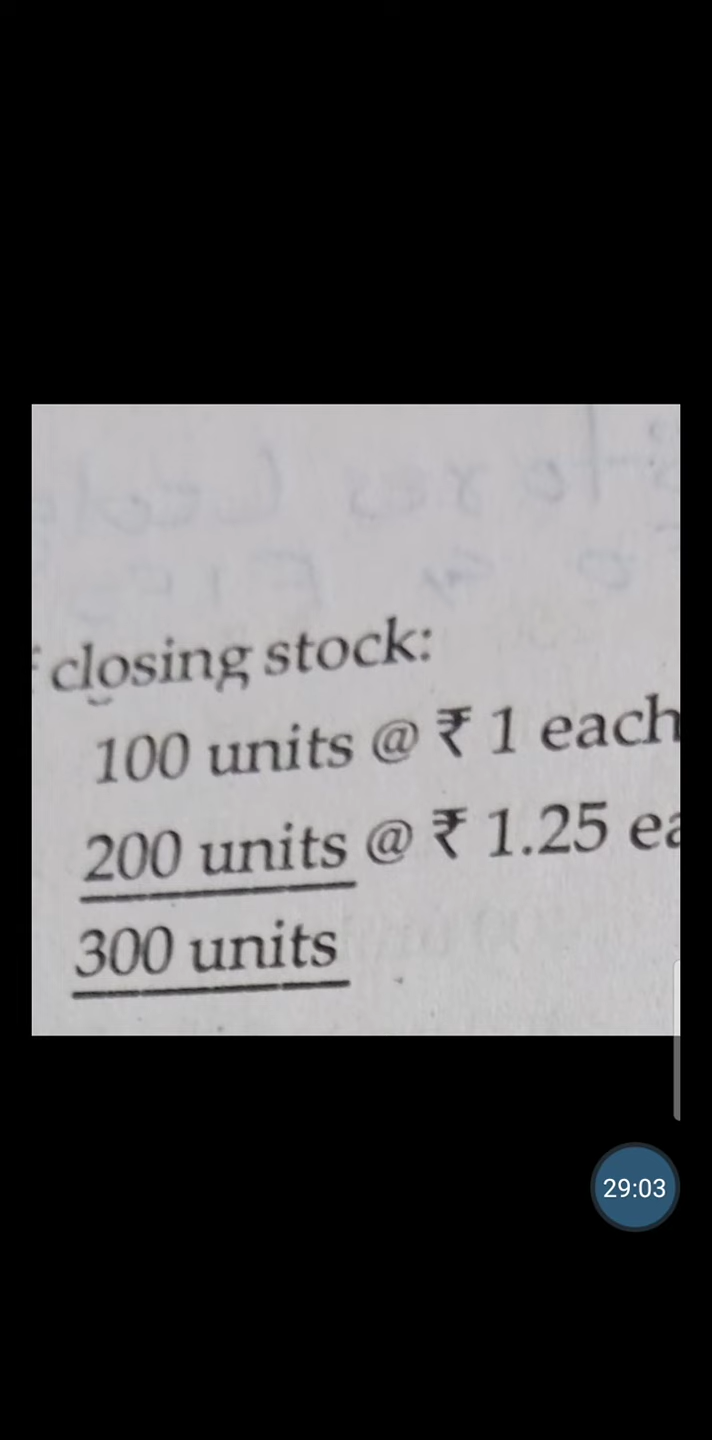 closing stock:
100 units @ ₹ 1 each
200 units @ ₹ 1.25
300 units
29:03